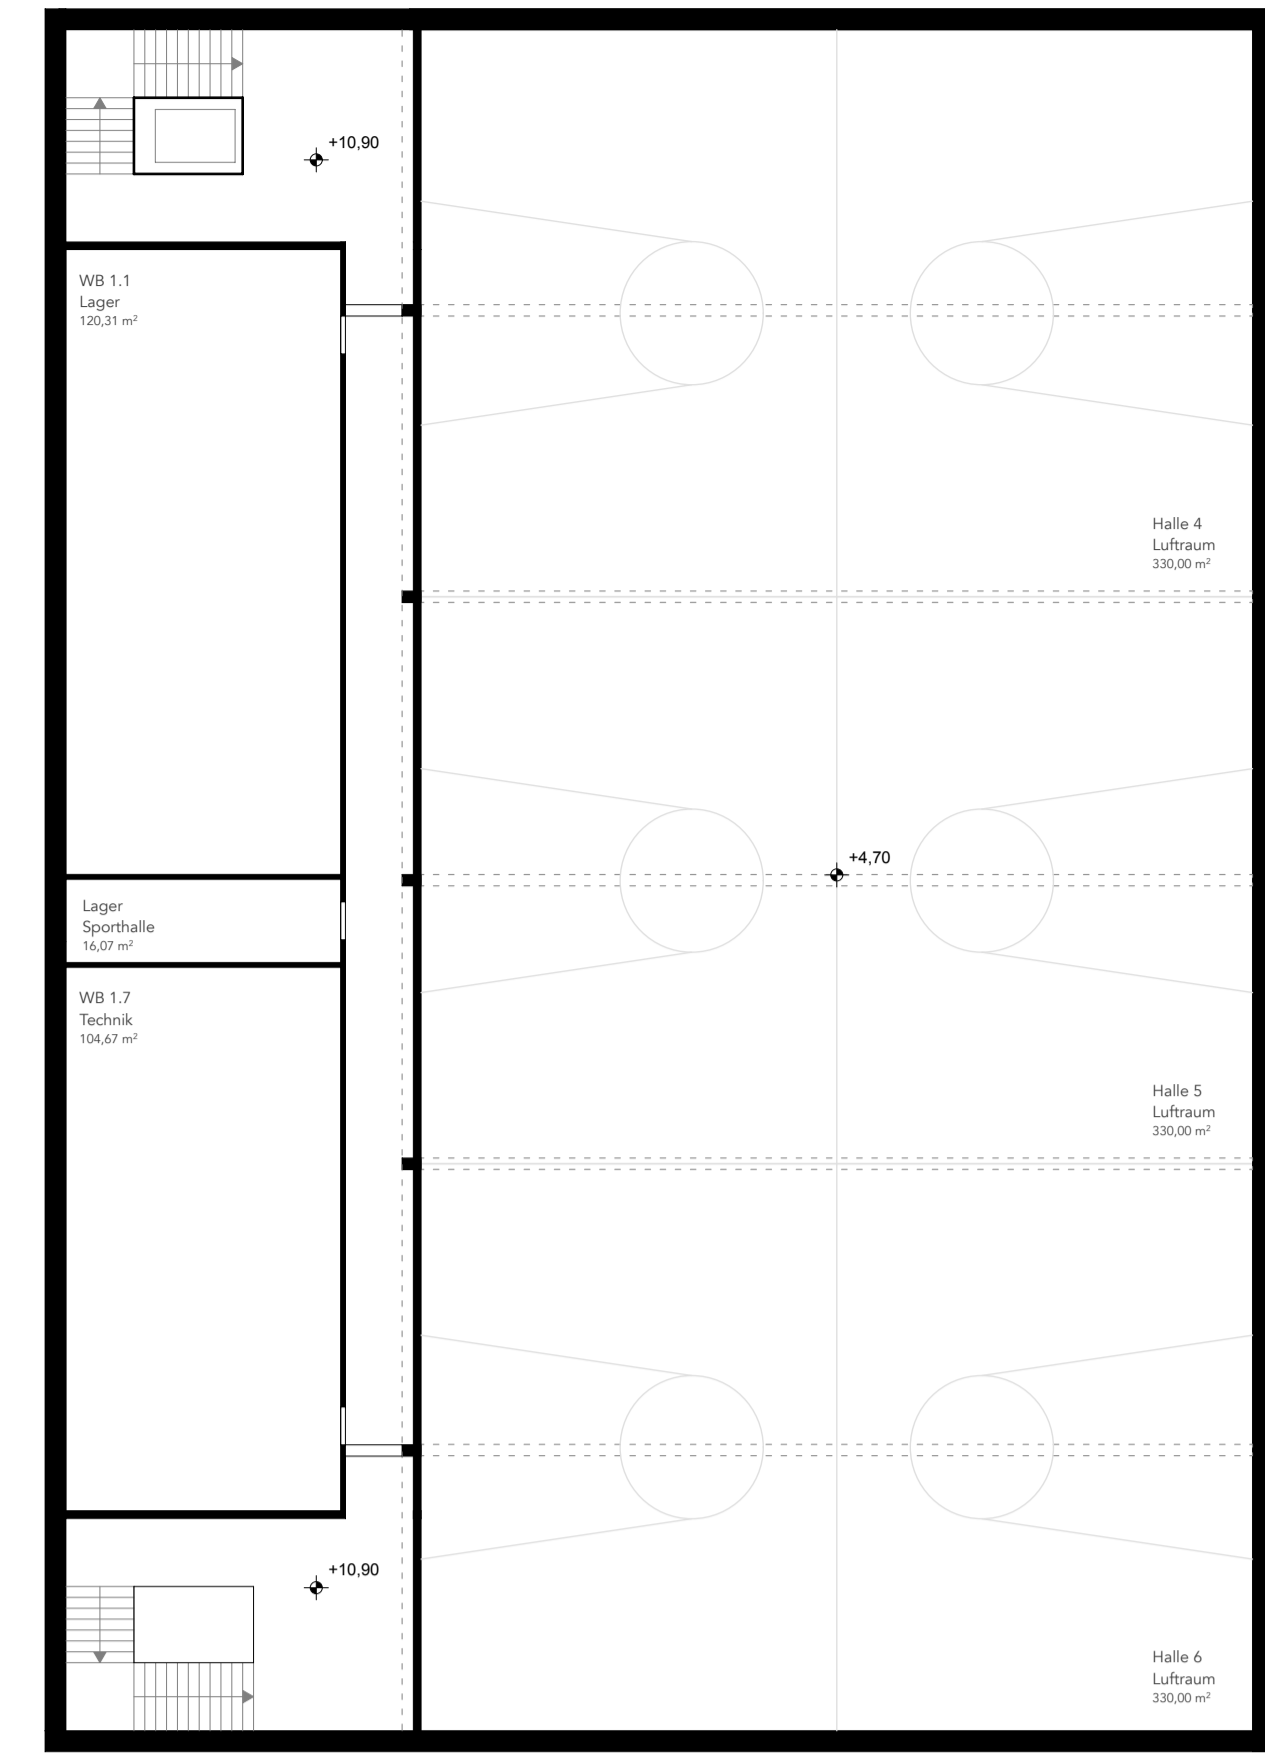 +10,90
WB 1.1
Lager
120,31 m²
Halle 4
Luftraum
330,00 m²
+4,70
Lager
Sporthalle
16,07 m²
WB 1.7
Technik
104,67 m²
Halle 5
Luftraum
330,00 m²
+10,90
Halle 6
Luftraum
330,00 m²